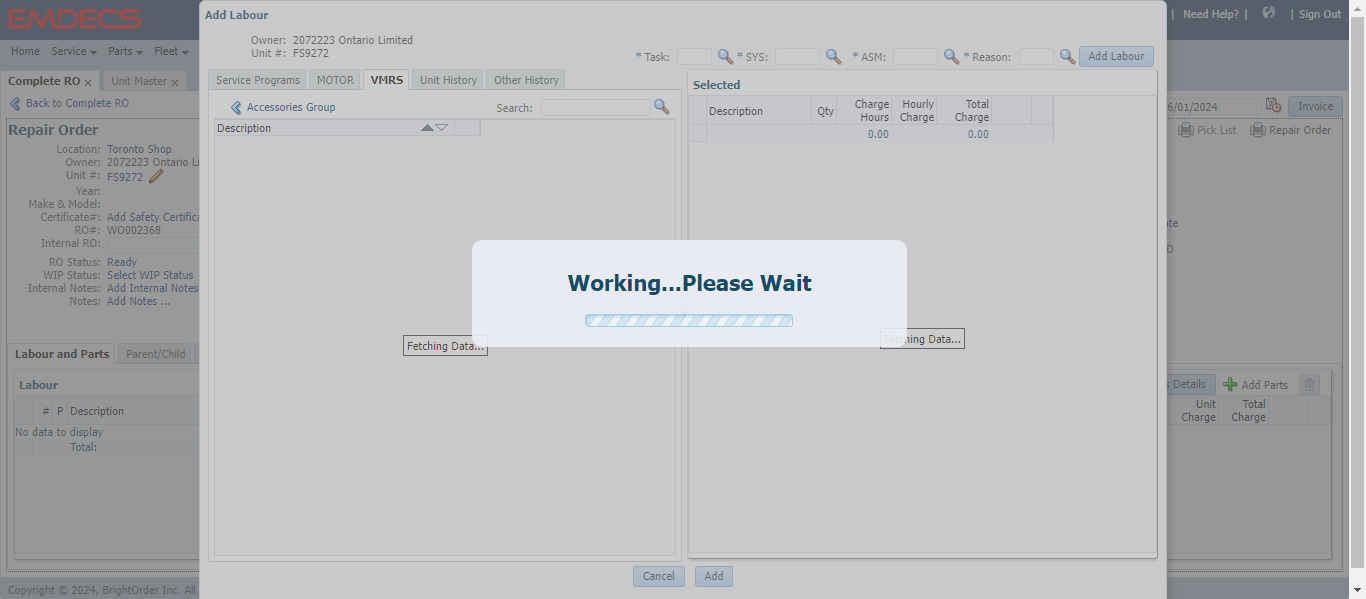 EMDECS
Need Help? | Sign Out
Home Service Parts Fleet
Complete RO x Unit Master x
Back to Complete RO
6/01/2024 Invoice
Repair Order
Pick List Repair Order
Location: Toronto Shop
Owner: 2072223 Ontario Li
Unit #: FS9272
Year:
Make & Model:
Certificate#: Add Safety Certifica
RO#: WO002368
Internal RO:
RO Status: Ready
WIP Status: Select WIP Status
Internal Notes: Add Internal Notes
Notes: Add Notes ...
Labour and Parts Parent/Child
Labour
# P Description
No data to display
Total:
s Details Add Parts
Unit Charge Total Charge
Copyright © 2024, BrightOrder Inc. All
Add Labour
Owner: 2072223 Ontario Limited
Unit #: FS9272
* Task: * SYS: * ASM: * Reason: Add Labour
Service Programs MOTOR VMRS Unit History Other History
Accessories Group Search:
Description
Selected
Description Qty Charge Hours Hourly Charge Total Charge
0.00 0.00
Working...Please Wait
Fetching Data...
Fetching Data...
Cancel Add